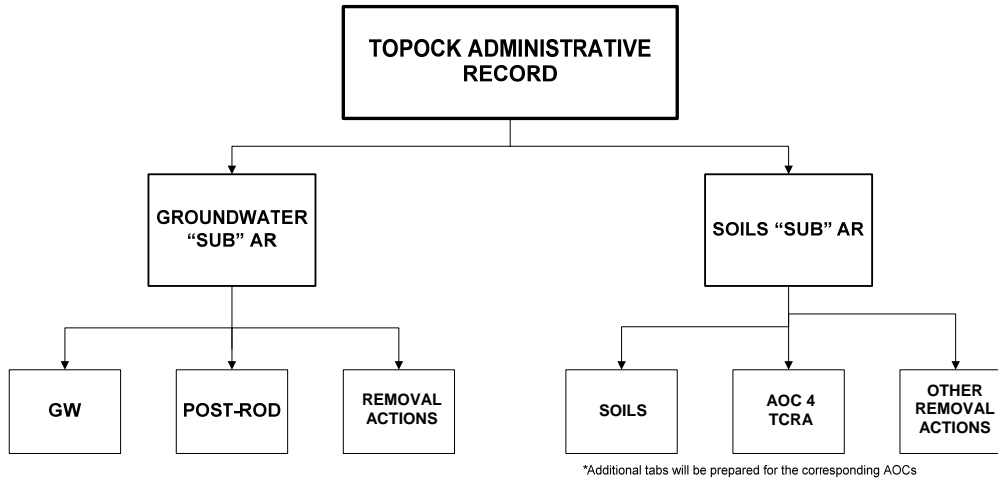 TOPOCK ADMINISTRATIVE
RECORD
GROUNDWATER
“SUB” AR
SOILS “SUB” AR
GW
POST-ROD
REMOVAL
ACTIONS
SOILS
AOC 4
TCRA
OTHER
REMOVAL
ACTIONS
*Additional tabs will be prepared for the corresponding AOCs